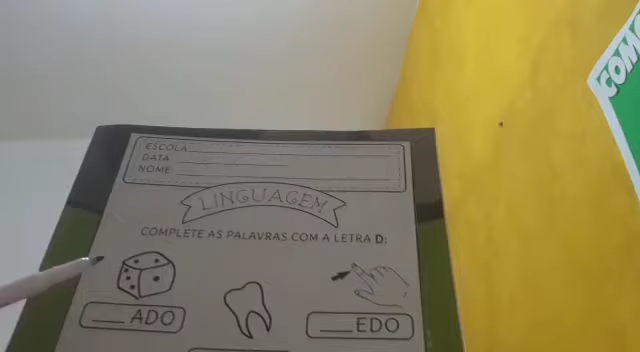 ESCOLA
DATA
NOME
LINGUAGEM
COMPLETE AS PALAVRAS COM A LETRA D:
___ADO
___EDO